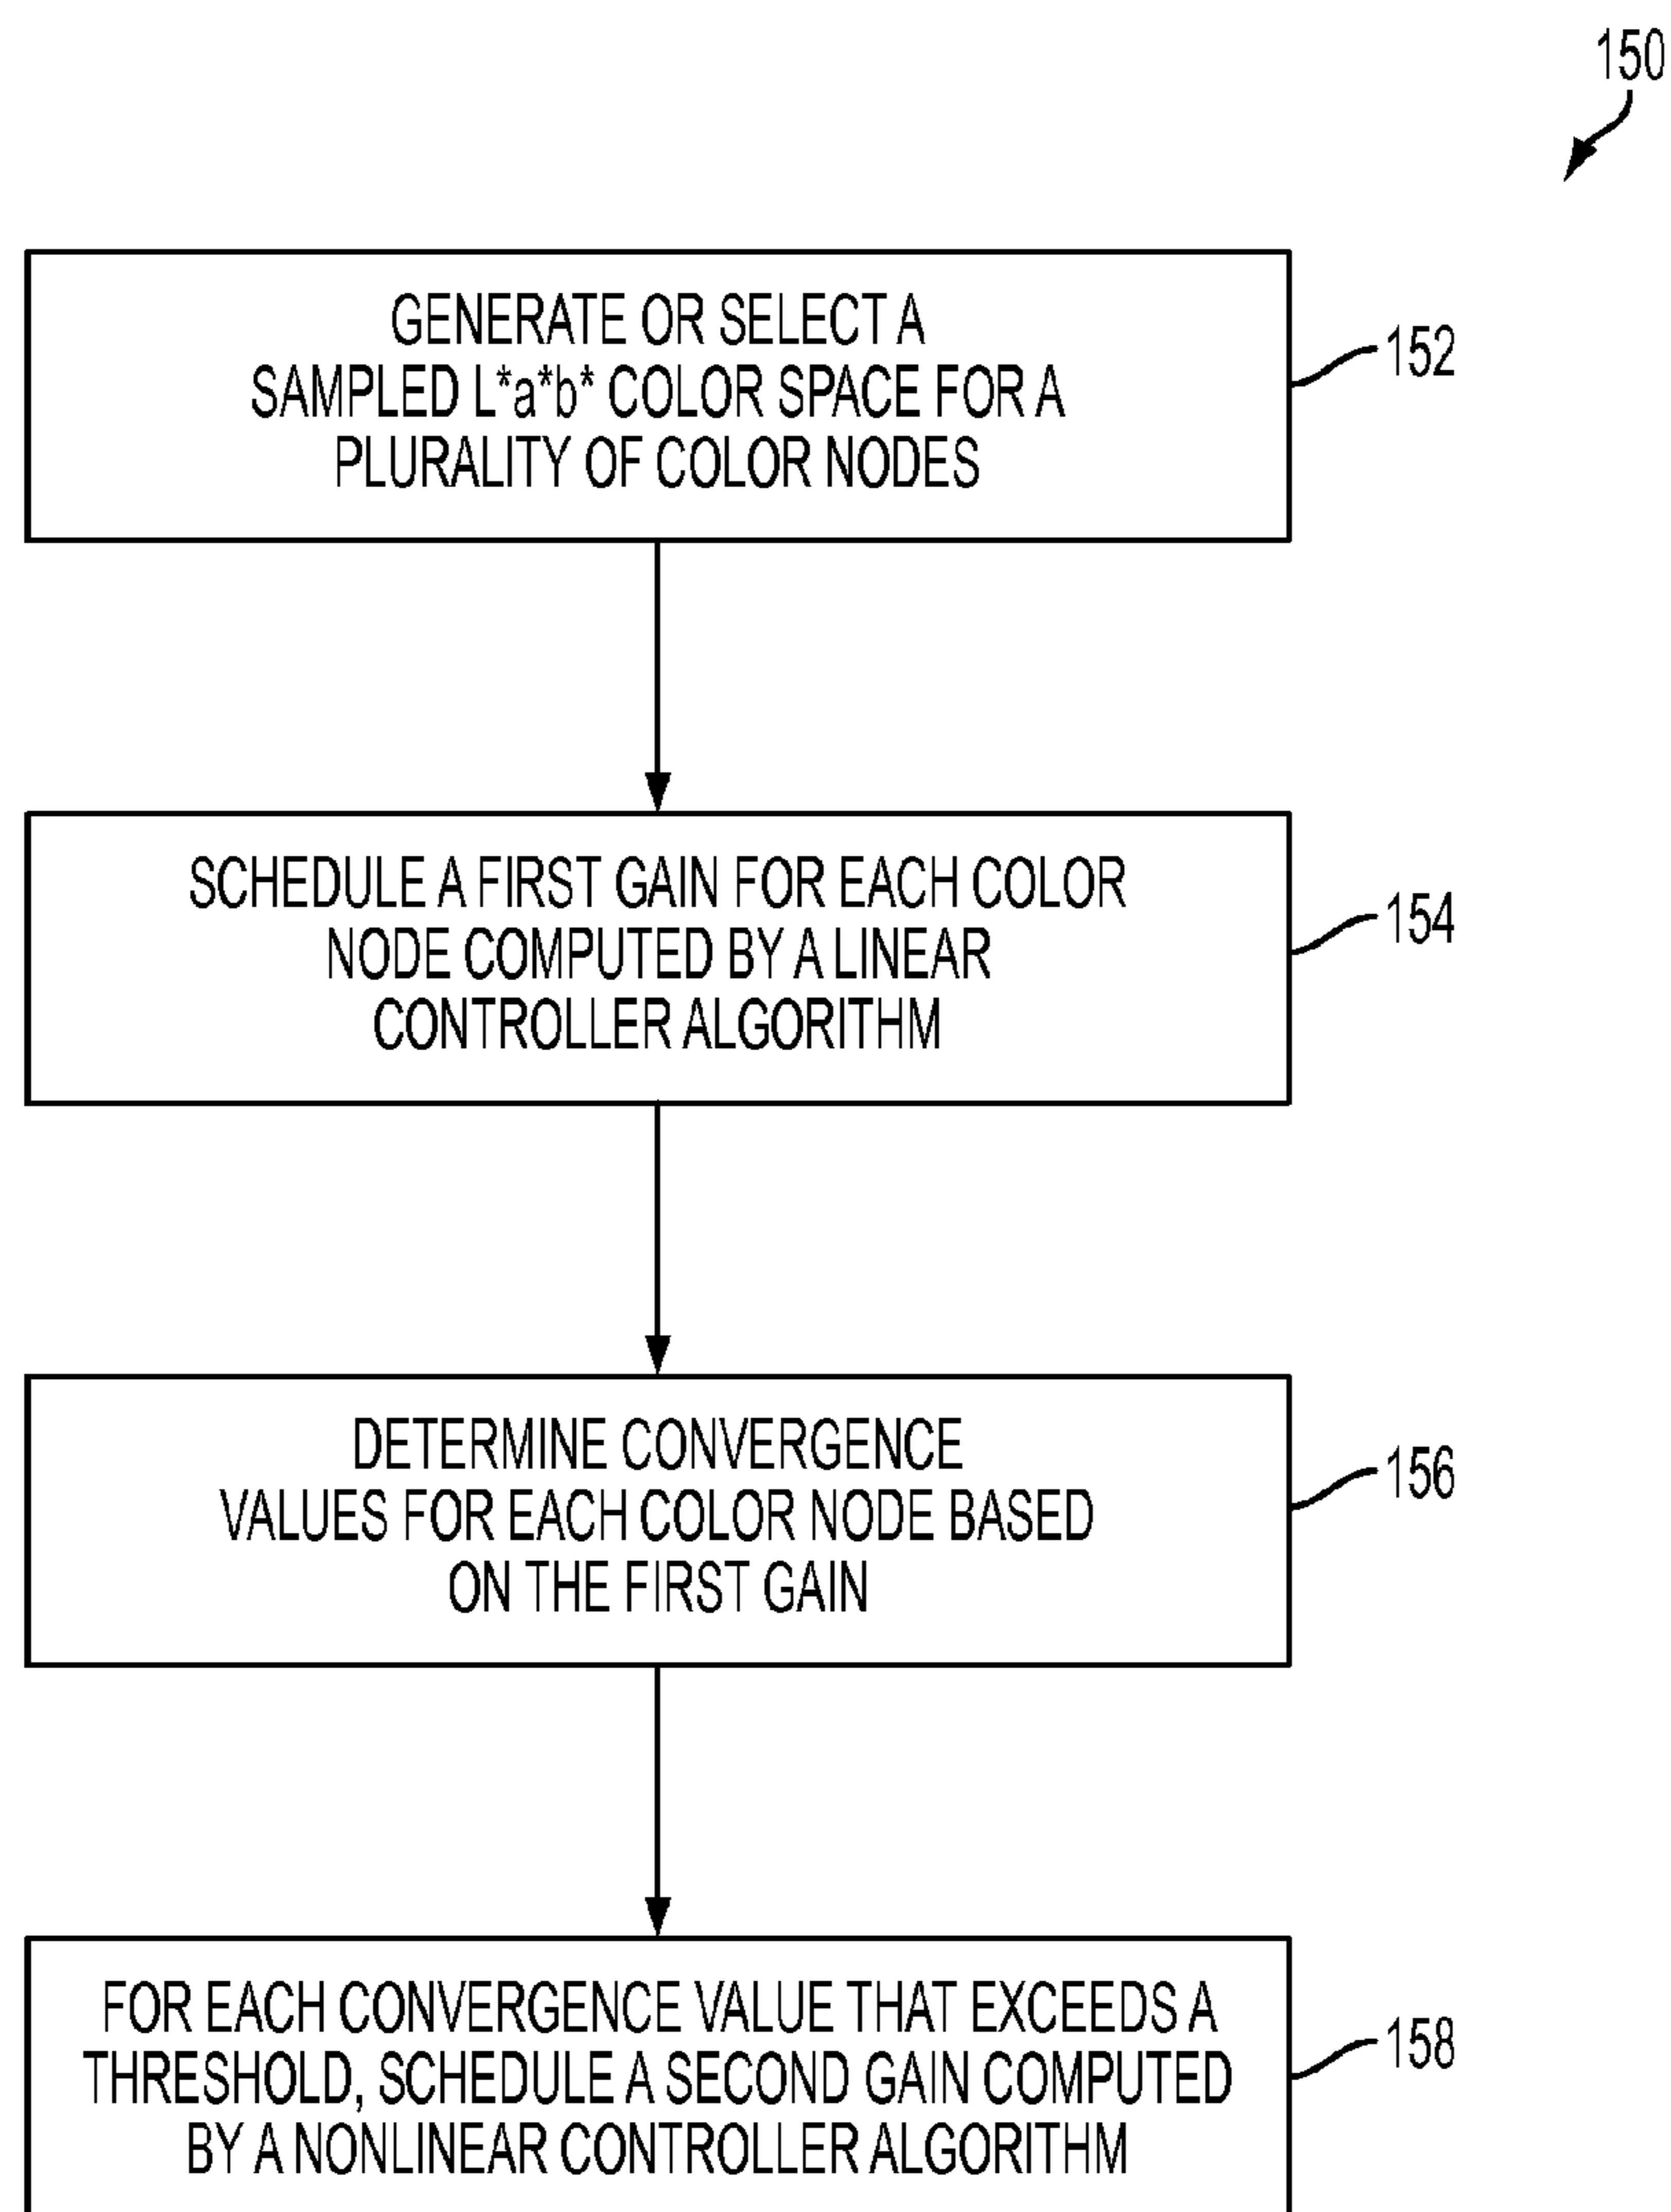 150
GENERATE OR SELECT A
SAMPLED L*a*b* COLOR SPACE FOR A
PLURALITY OF COLOR NODES
152
SCHEDULE A FIRST GAIN FOR EACH COLOR
NODE COMPUTED BY A LINEAR
CONTROLLER ALGORITHM
154
DETERMINE CONVERGENCE
VALUES FOR EACH COLOR NODE BASED
ON THE FIRST GAIN
156
FOR EACH CONVERGENCE VALUE THAT EXCEEDS A
THRESHOLD, SCHEDULE A SECOND GAIN COMPUTED
BY A NONLINEAR CONTROLLER ALGORITHM
158